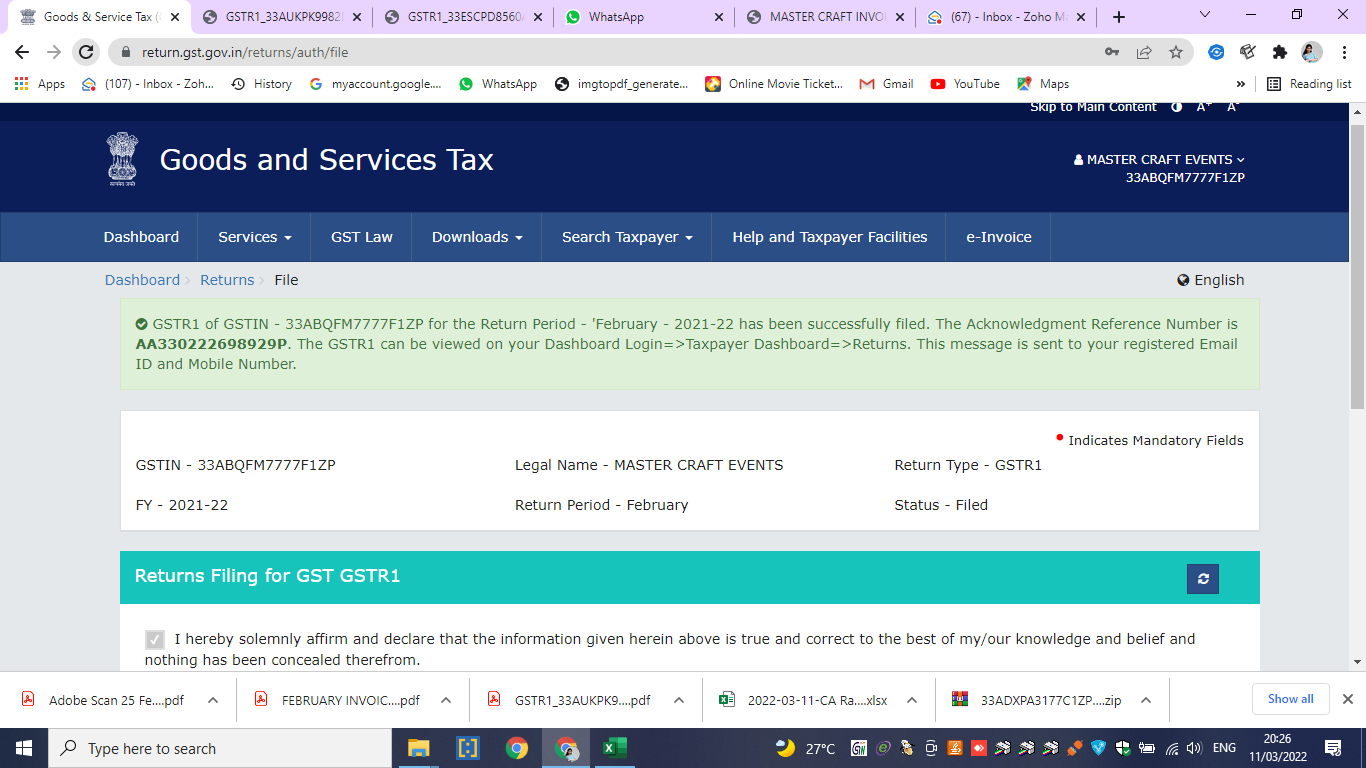 Goods & Service Tax (
GSTR1_33AUKPK9982
GSTR1_33ESCPD8560
WhatsApp
MASTER CRAFT INVO
(67) - Inbox - Zoho M
return.gst.gov.in/returns/auth/file
Apps
(107) - Inbox - Zoh...
History
myaccount.google....
WhatsApp
imgtopdf_generate...
Online Movie Ticket...
Gmail
YouTube
Maps
»
Reading list
Skip to Main Content
A+
A-
Goods and Services Tax
MASTER CRAFT EVENTS
33ABQFM7777F1ZP
Dashboard
Services
GST Law
Downloads
Search Taxpayer
Help and Taxpayer Facilities
e-Invoice
Dashboard > Returns > File
English
GSTR1 of GSTIN - 33ABQFM7777F1ZP for the Return Period - 'February - 2021-22 has been successfully filed. The Acknowledgment Reference Number is
AA330222698929P. The GSTR1 can be viewed on your Dashboard Login=>Taxpayer Dashboard=>Returns. This message is sent to your registered Email
ID and Mobile Number.
Indicates Mandatory Fields
GSTIN - 33ABQFM7777F1ZP
Legal Name - MASTER CRAFT EVENTS
Return Type - GSTR1
FY - 2021-22
Return Period - February
Status - Filed
Returns Filing for GST GSTR1
I hereby solemnly affirm and declare that the information given herein above is true and correct to the best of my/our knowledge and belief and
nothing has been concealed therefrom.
Adobe Scan 25 Fe....pdf
FEBRUARY INVOIC....pdf
GSTR1_33AUKPK9....pdf
2022-03-11-CA Ra....xlsx
33ADXPA3177C1ZP....zip
Show all
Type here to search
27°C
ENG
20:26
11/03/2022